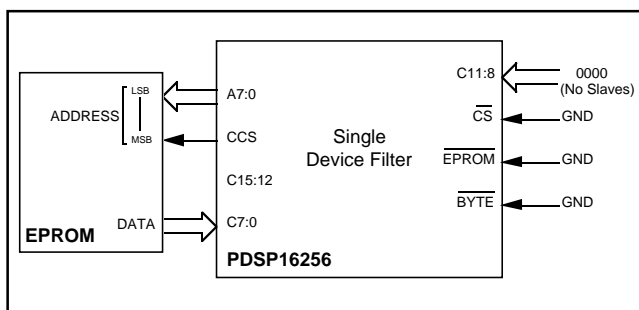 LSB
ADDRESS
MSB
DATA
EPROM
A7:0
CCS
C15:12
C7:0
Single
Device Filter
PDSP16256
C11:8
CS
EPROM
BYTE
0000
(No Slaves)
GND
GND
GND